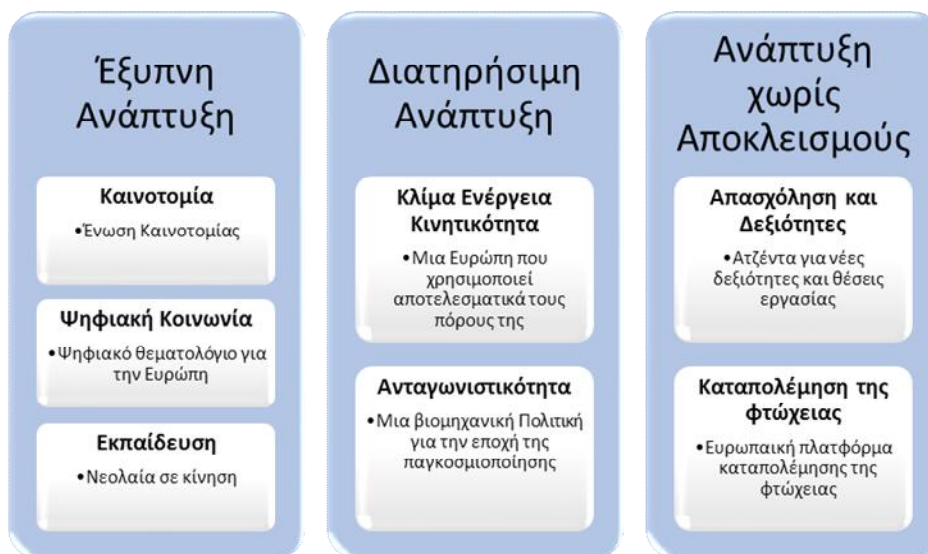 Έξυπνη
Ανάπτυξη
Καινοτομία
•Ένωση Καινοτομίας
Ψηφιακή Κοινωνία
•Ψηφιακό θεματολόγιο για
την Ευρώπη
Εκπαίδευση
•Νεολαία σε κίνηση
Διατηρήσιμη
Ανάπτυξη
Κλίμα Ενέργεια
Κινητικότητα
•Μια Ευρώπη που
χρησιμοποιεί
αποτελεσματικά τους
πόρους της
Ανταγωνιστικότητα
•Μια βιομηχανική Πολιτική
για την εποχή της
παγκοσμιοποίησης
Ανάπτυξη
χωρίς
Αποκλεισμούς
Απασχόληση και
Δεξιότητες
•Ατζέντα για νέες
δεξιότητες και θέσεις
εργασίας
Καταπολέμηση της
φτώχειας
•Ευρωπαική πλατφόρμα
καταπολέμησης της
φτώχειας